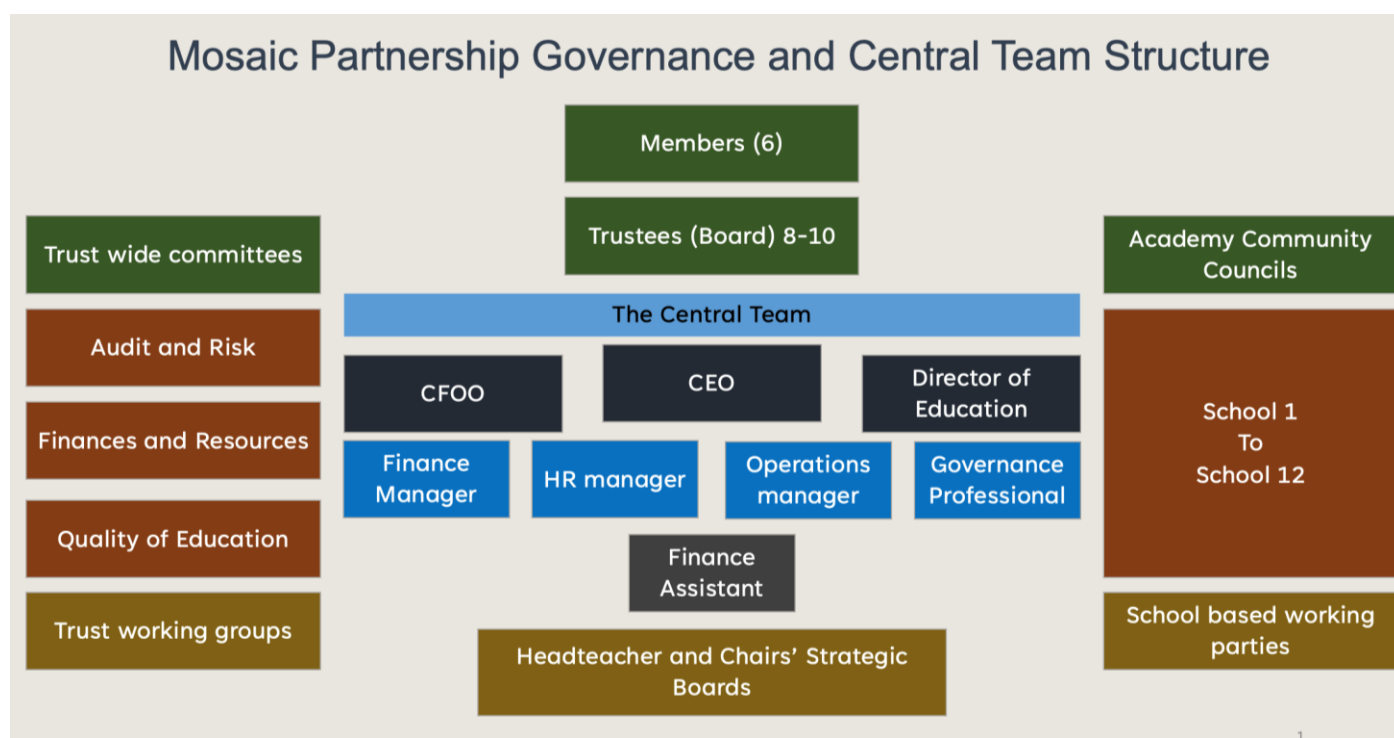 Mosaic Partnership Governance and Central Team Structure
Members (6)
Trustees (Board) 8-10
Trust wide committees
Audit and Risk
Finances and Resources
Quality of Education
Trust working groups
The Central Team
CFOO
CEO
Director of
Education
Finance
Manager
HR manager
Operations
manager
Governance
Professional
Finance
Assistant
Headteacher and Chairs' Strategic
Boards
Academy Community
Councils
School 1
To
School 12
School based working
parties
1